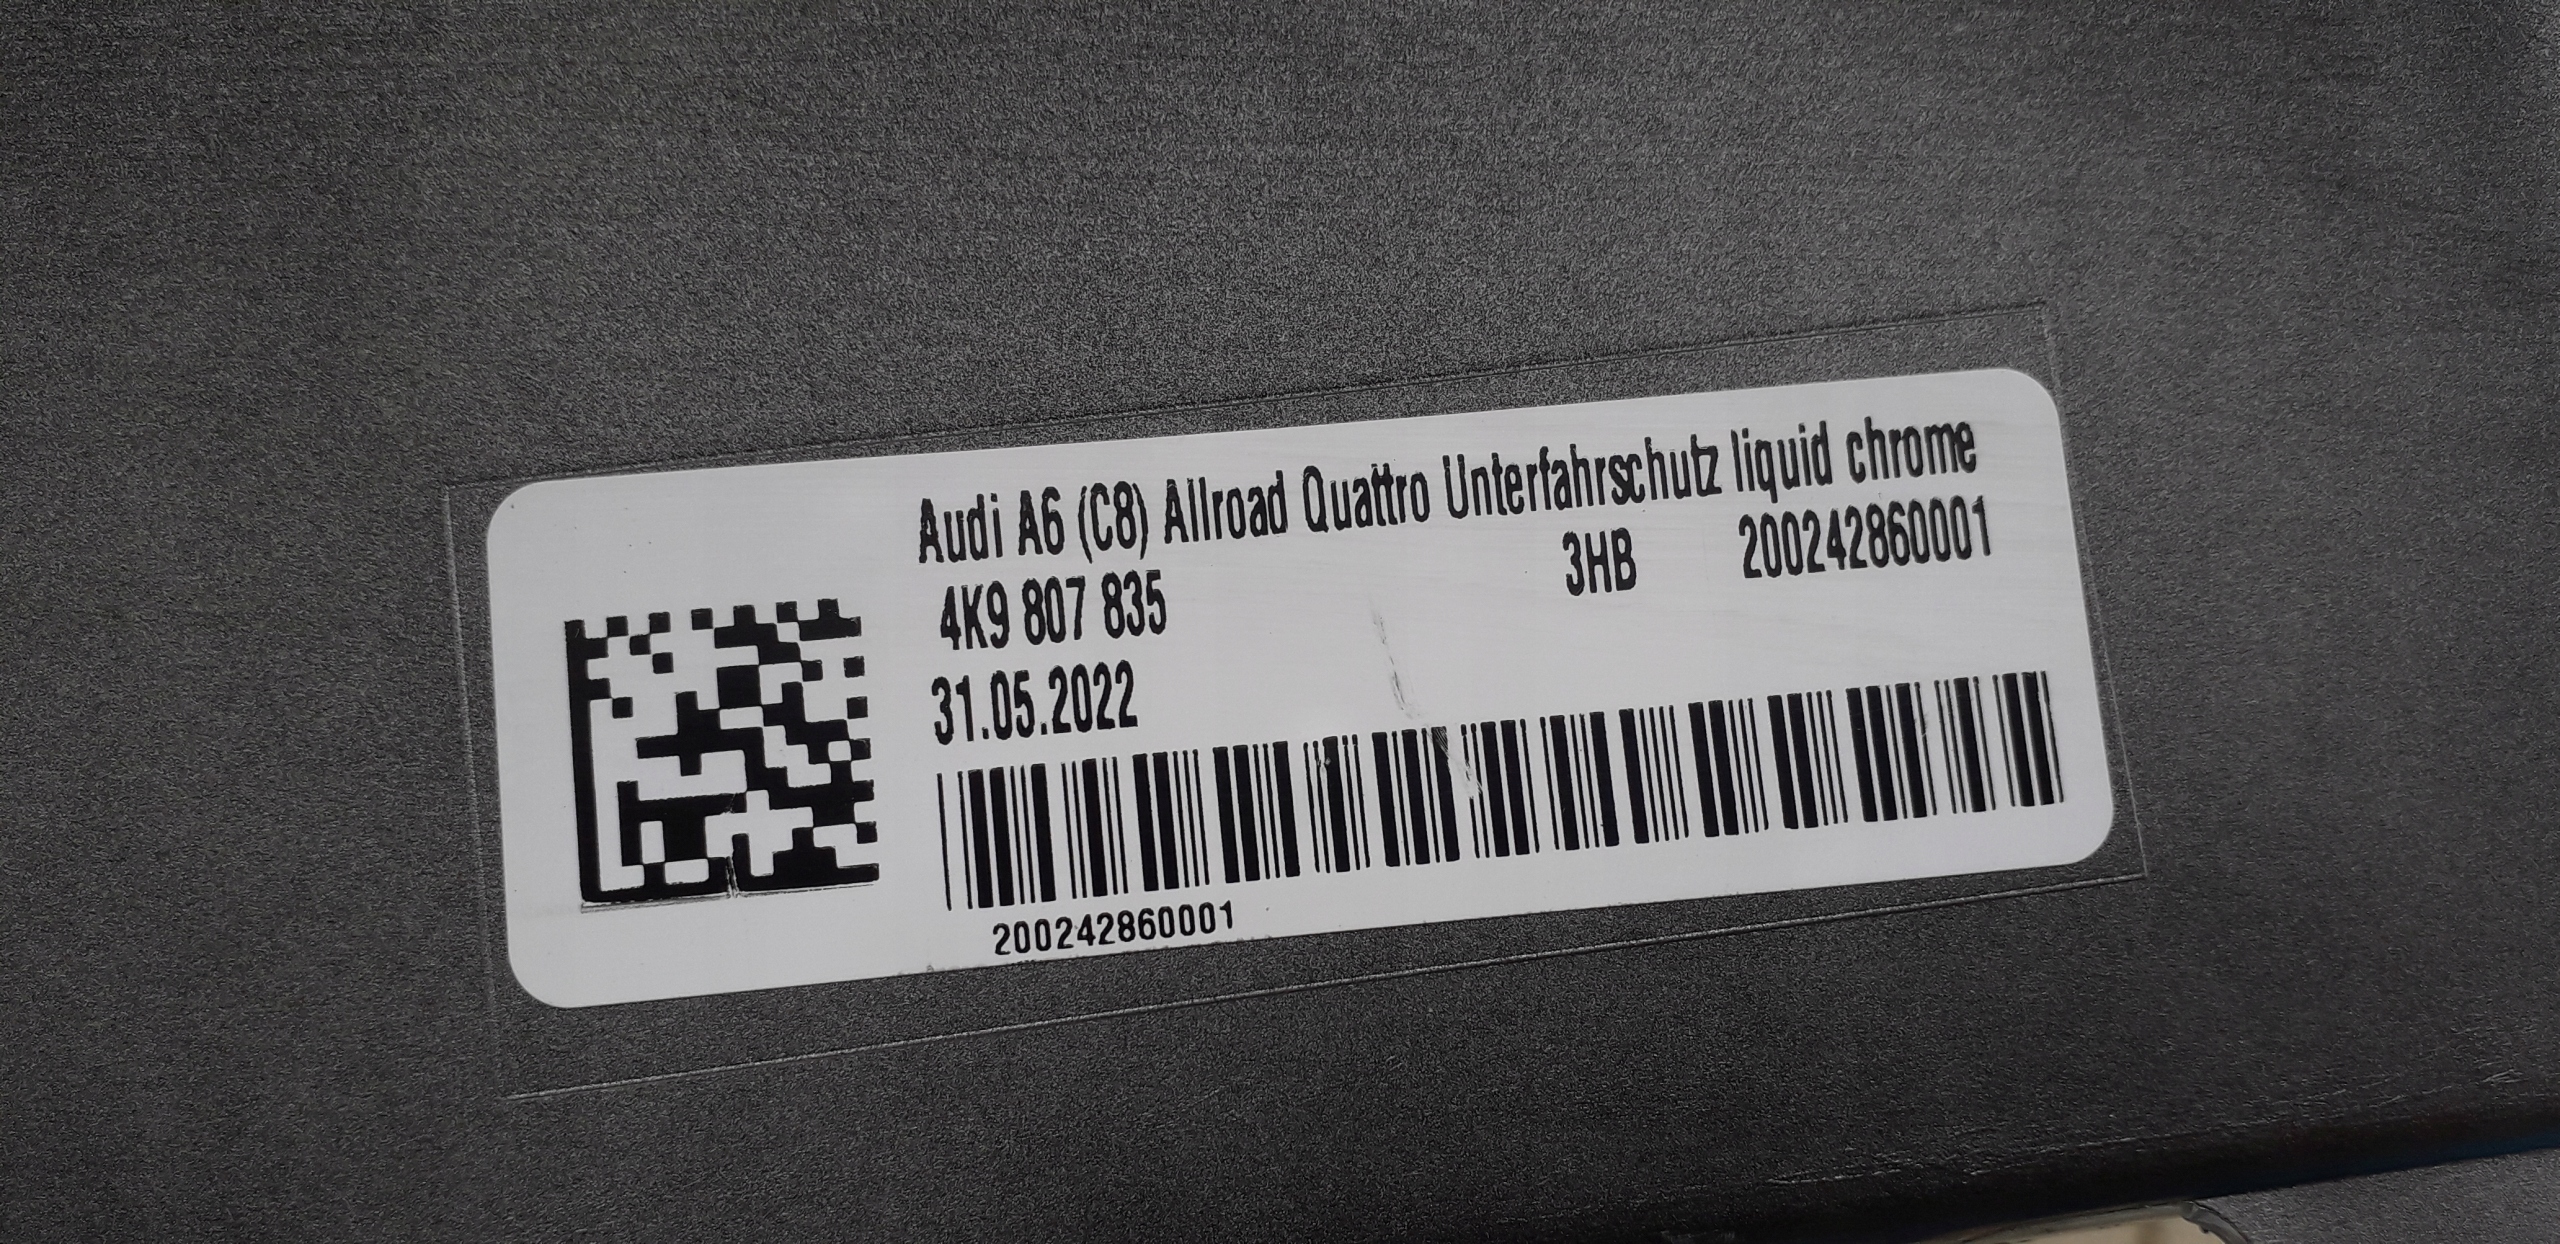 Audi A6 (C8) Allroad Quattro Unterfahrschutz liquid chrome
4K9 807 835 3HB 200242860001
31.05.2022
200242860001